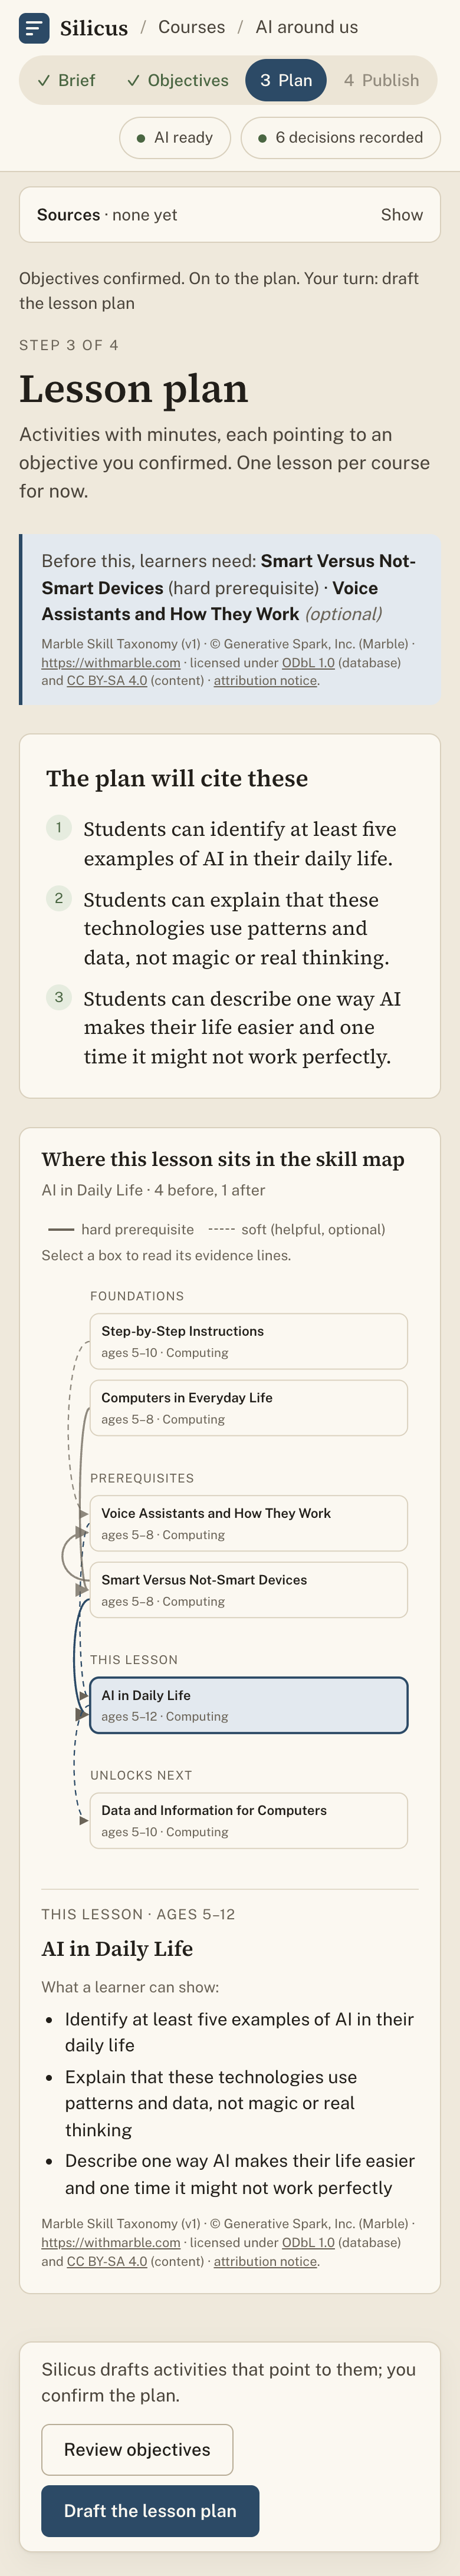 Silicus / Courses / AI around us
✓ Brief ✓ Objectives 3 Plan 4 Publish
AI ready 6 decisions recorded
Sources · none yet Show
Objectives confirmed. On to the plan. Your turn: draft
the lesson plan
STEP 3 OF 4
Lesson plan
Activities with minutes, each pointing to an
objective you confirmed. One lesson per course
for now.
Before this, learners need: Smart Versus Not-
Smart Devices (hard prerequisite) · Voice
Assistants and How They Work (optional)
Marble Skill Taxonomy (v1) · © Generative Spark, Inc. (Marble) ·
https://withmarble.com · licensed under ODbL 1.0 (database)
and CC BY-SA 4.0 (content) · attribution notice.
The plan will cite these
1 Students can identify at least five
examples of AI in their daily life.
2 Students can explain that these
technologies use patterns and
data, not magic or real thinking.
3 Students can describe one way AI
makes their life easier and one
time it might not work perfectly.
Where this lesson sits in the skill map
AI in Daily Life · 4 before, 1 after
hard prerequisite soft (helpful, optional)
Select a box to read its evidence lines.
FOUNDATIONS
Step-by-Step Instructions
ages 5–10 · Computing
Computers in Everyday Life
ages 5–8 · Computing
PREREQUISITES
Voice Assistants and How They Work
ages 5–8 · Computing
Smart Versus Not-Smart Devices
ages 5–8 · Computing
THIS LESSON
AI in Daily Life
ages 5–12 · Computing
UNLOCKS NEXT
Data and Information for Computers
ages 5–10 · Computing
THIS LESSON · AGES 5–12
AI in Daily Life
What a learner can show:
• Identify at least five examples of AI in their
daily life
• Explain that these technologies use
patterns and data, not magic or real
thinking
• Describe one way AI makes their life easier
and one time it might not work perfectly
Marble Skill Taxonomy (v1) · © Generative Spark, Inc. (Marble) ·
https://withmarble.com · licensed under ODbL 1.0 (database)
and CC BY-SA 4.0 (content) · attribution notice.
Silicus drafts activities that point to them; you
confirm the plan.
Review objectives
Draft the lesson plan